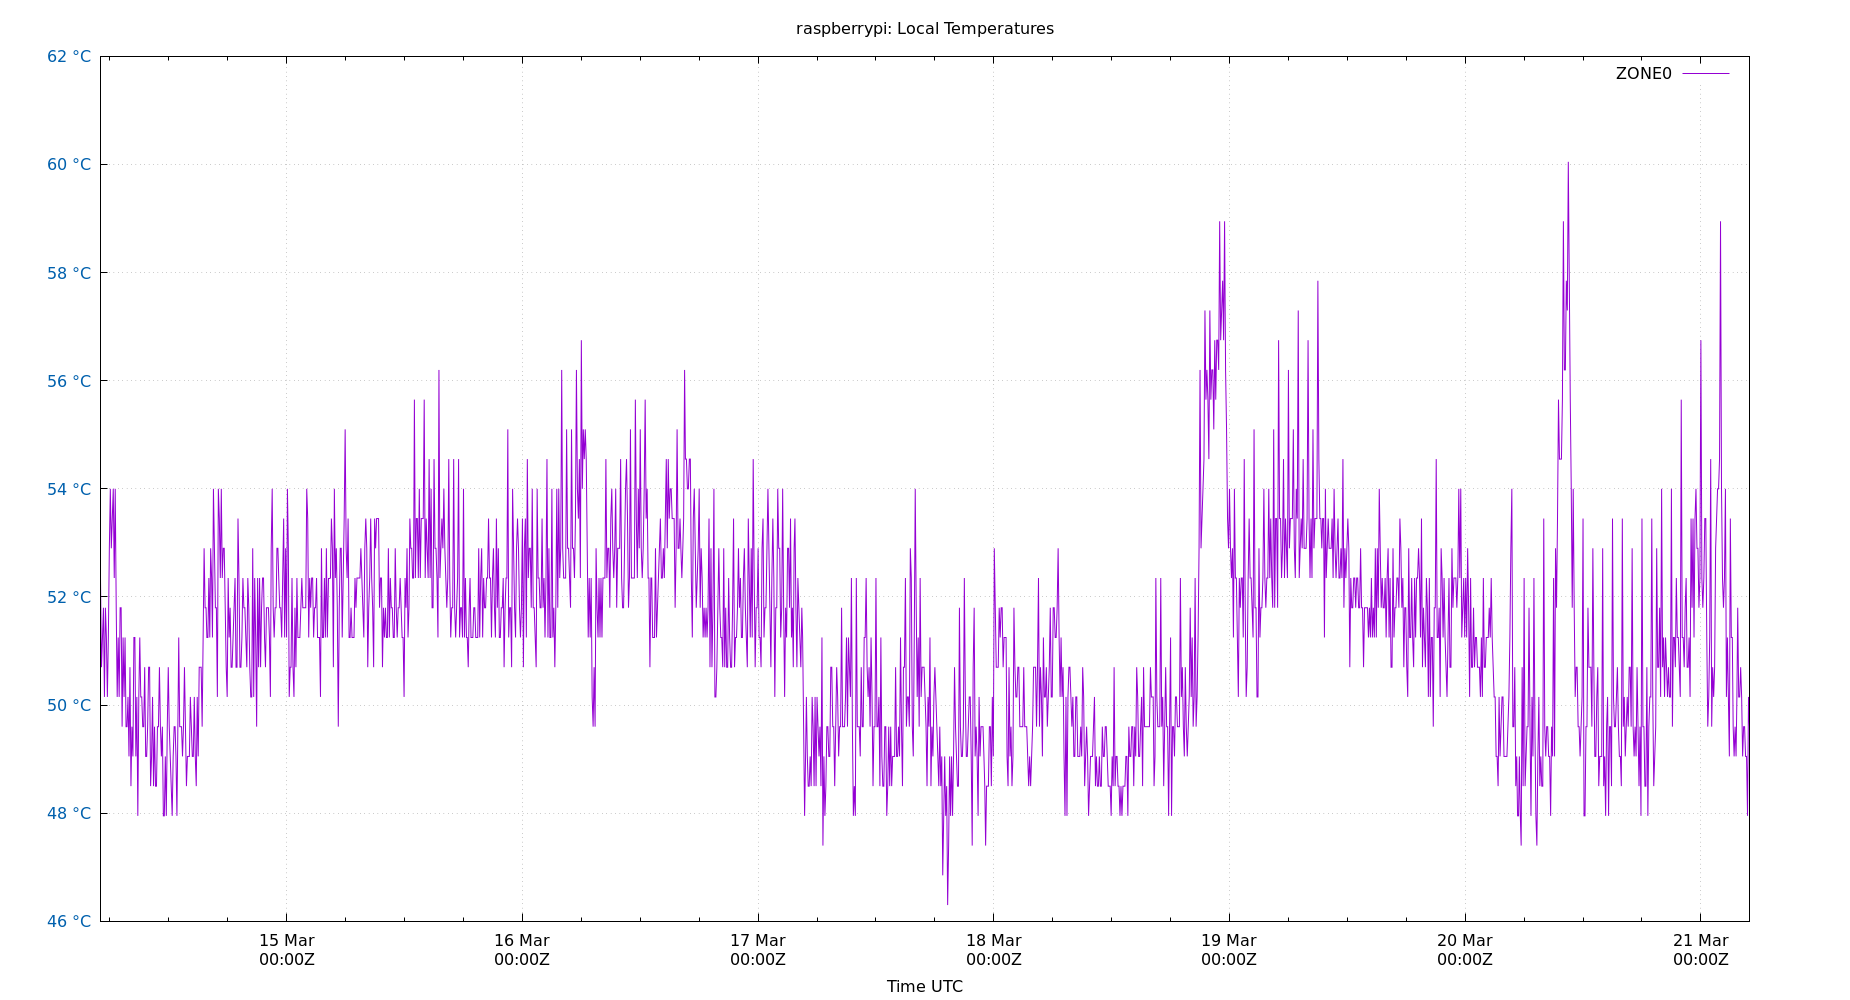 raspberrypi: Local Temperatures
62 °C
ZONE0
60 °C
58 °C
56 °C
54 °C
52 °C
50 °C
48 °C
46 °C
15 Mar 16 Mar 17 Mar 18 Mar 19 Mar 20 Mar 21 Mar
00:00Z 00:00Z 00:00Z 00:00Z 00:00Z 00:00Z 00:00Z
Time UTC